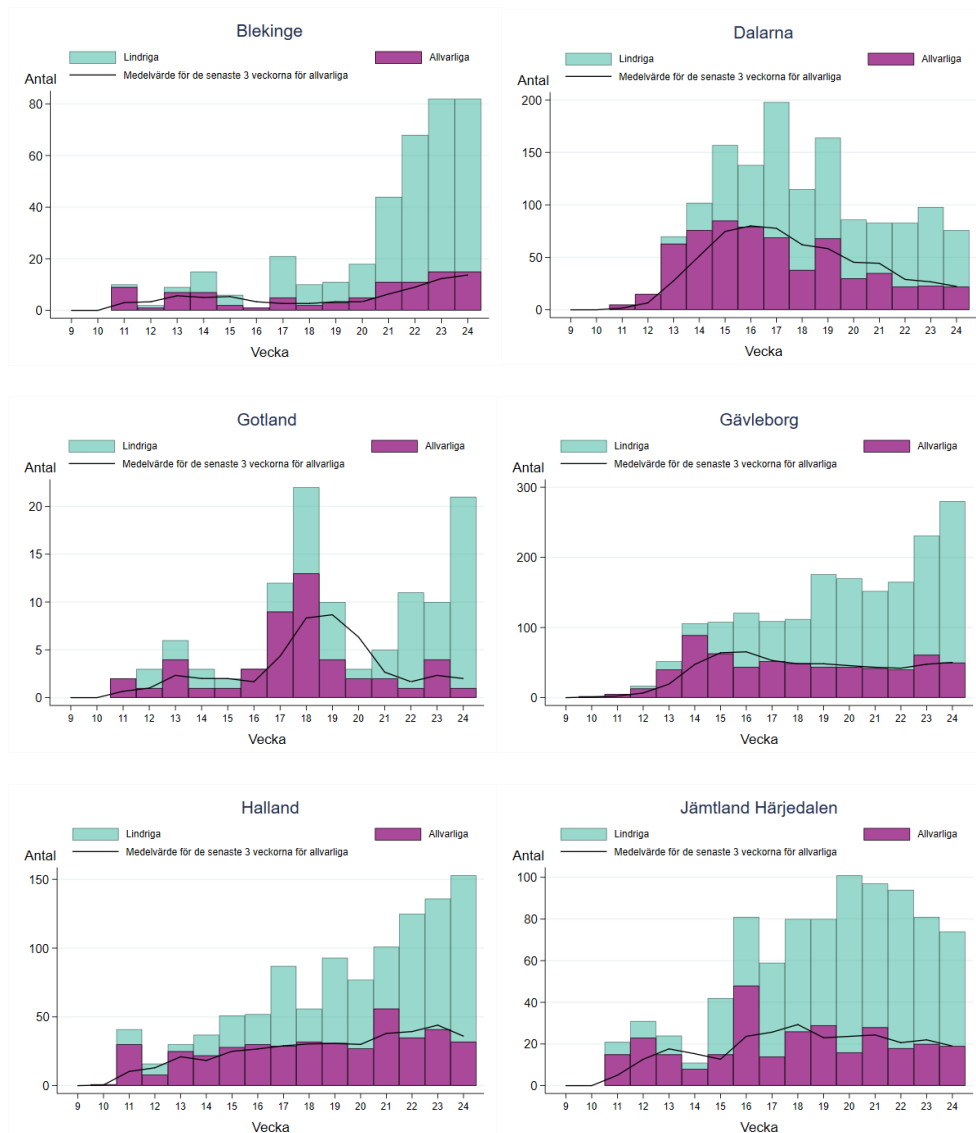 Blekinge
Lindriga Allvarliga
Medelvärde för de senaste 3 veckorna för allvarliga
Antal
80
60
40
20
0
9 10 11 12 13 14 15 16 17 18 19 20 21 22 23 24
Vecka
Dalarna
Lindriga Allvarliga
Medelvärde för de senaste 3 veckorna för allvarliga
Antal
200
150
100
50
0
9 10 11 12 13 14 15 16 17 18 19 20 21 22 23 24
Vecka
Gotland
Lindriga Allvarliga
Medelvärde för de senaste 3 veckorna för allvarliga
Antal
20
15
10
5
0
9 10 11 12 13 14 15 16 17 18 19 20 21 22 23 24
Vecka
Gävleborg
Lindriga Allvarliga
Medelvärde för de senaste 3 veckorna för allvarliga
Antal
300
200
100
0
9 10 11 12 13 14 15 16 17 18 19 20 21 22 23 24
Vecka
Halland
Lindriga Allvarliga
Medelvärde för de senaste 3 veckorna för allvarliga
Antal
150
100
50
0
9 10 11 12 13 14 15 16 17 18 19 20 21 22 23 24
Vecka
Jämtland Härjedalen
Lindriga Allvarliga
Medelvärde för de senaste 3 veckorna för allvarliga
Antal
100
80
60
40
20
0
9 10 11 12 13 14 15 16 17 18 19 20 21 22 23 24
Vecka